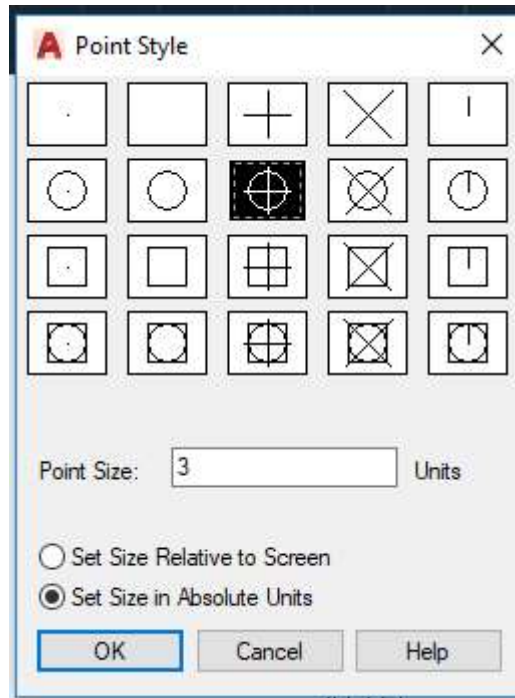 Point Style
Point Size: 3 Units
Set Size Relative to Screen
Set Size in Absolute Units
OK Cancel Help